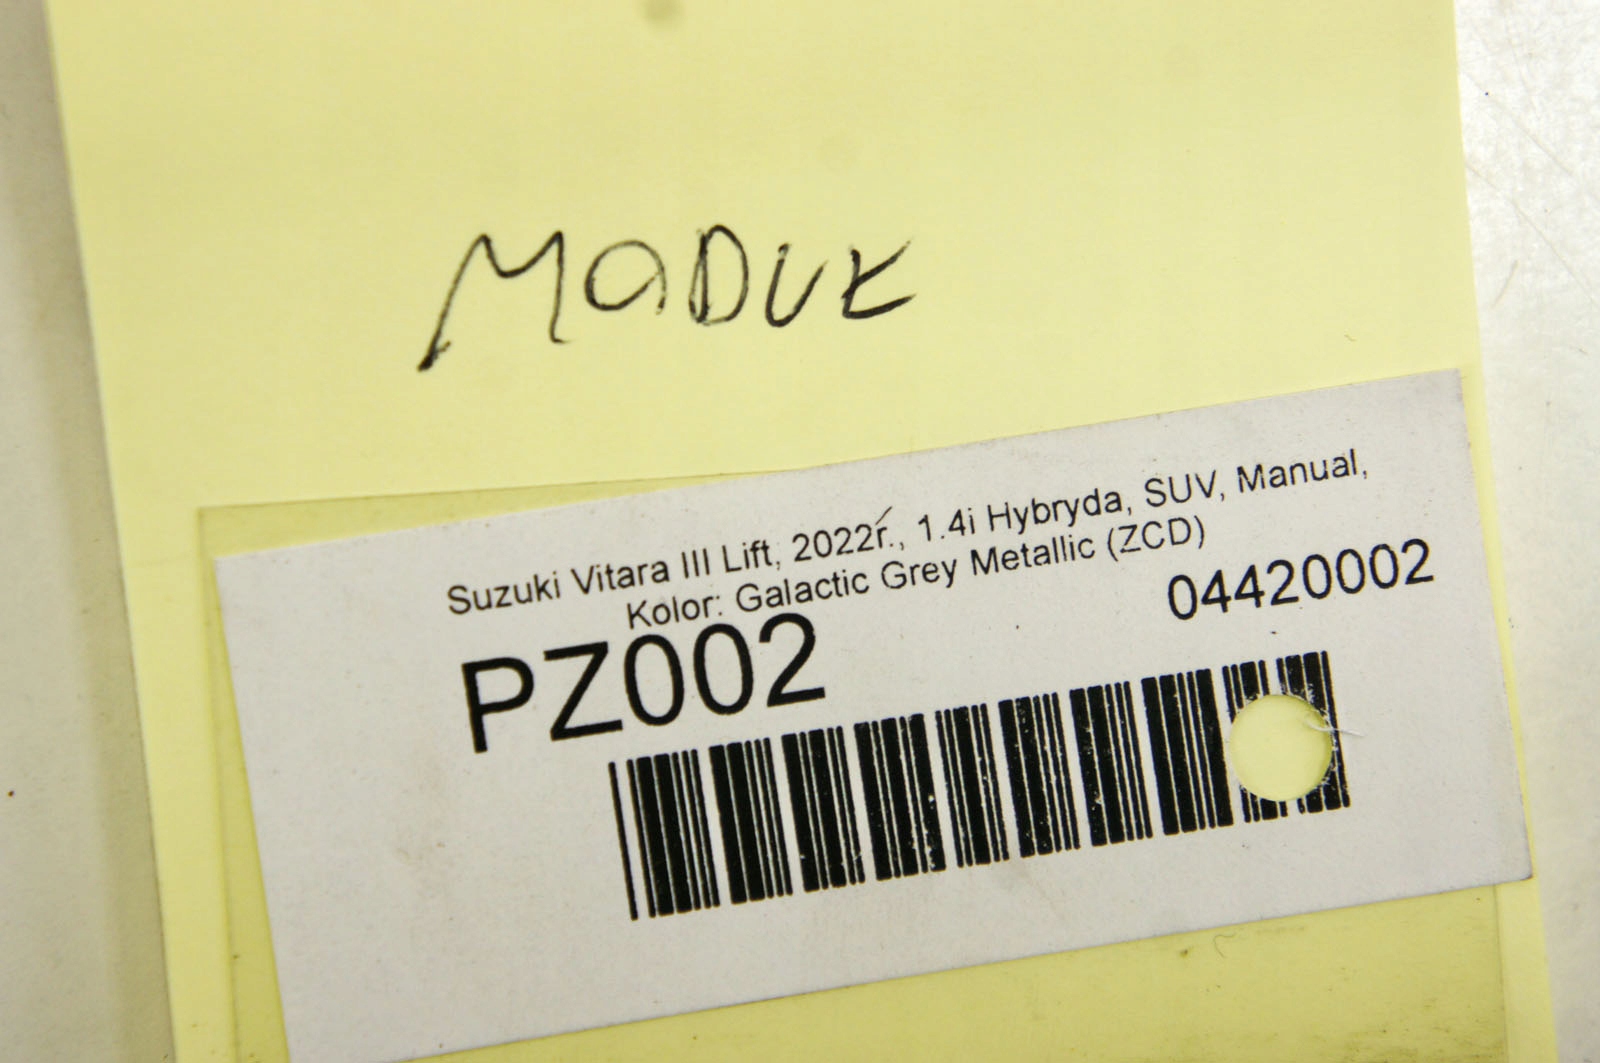 MODUŁ
Suzuki Vitara III Lift, 2022r., 1.4i Hybryda, SUV, Manual,
Kolor: Galactic Grey Metallic (ZCD)
04420002
PZ002